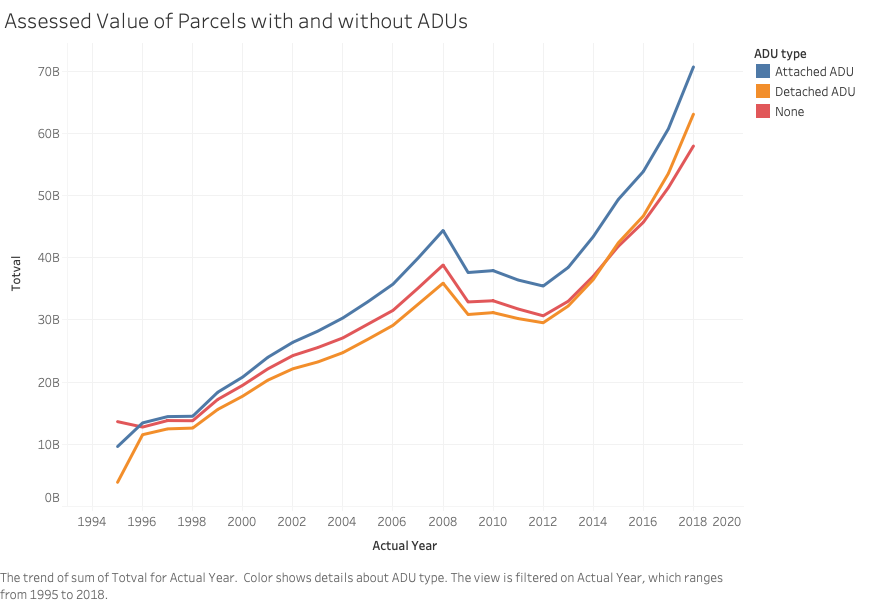 Assessed Value of Parcels with and without ADUs
ADU type
Attached ADU
Detached ADU
None
70B
60B
50B
40B
30B
20B
10B
0B
Totval
1994 1996 1998 2000 2002 2004 2006 2008 2010 2012 2014 2016 2018 2020
Actual Year
The trend of sum of Totval for Actual Year.  Color shows details about ADU type. The view is filtered on Actual Year, which ranges
from 1995 to 2018.